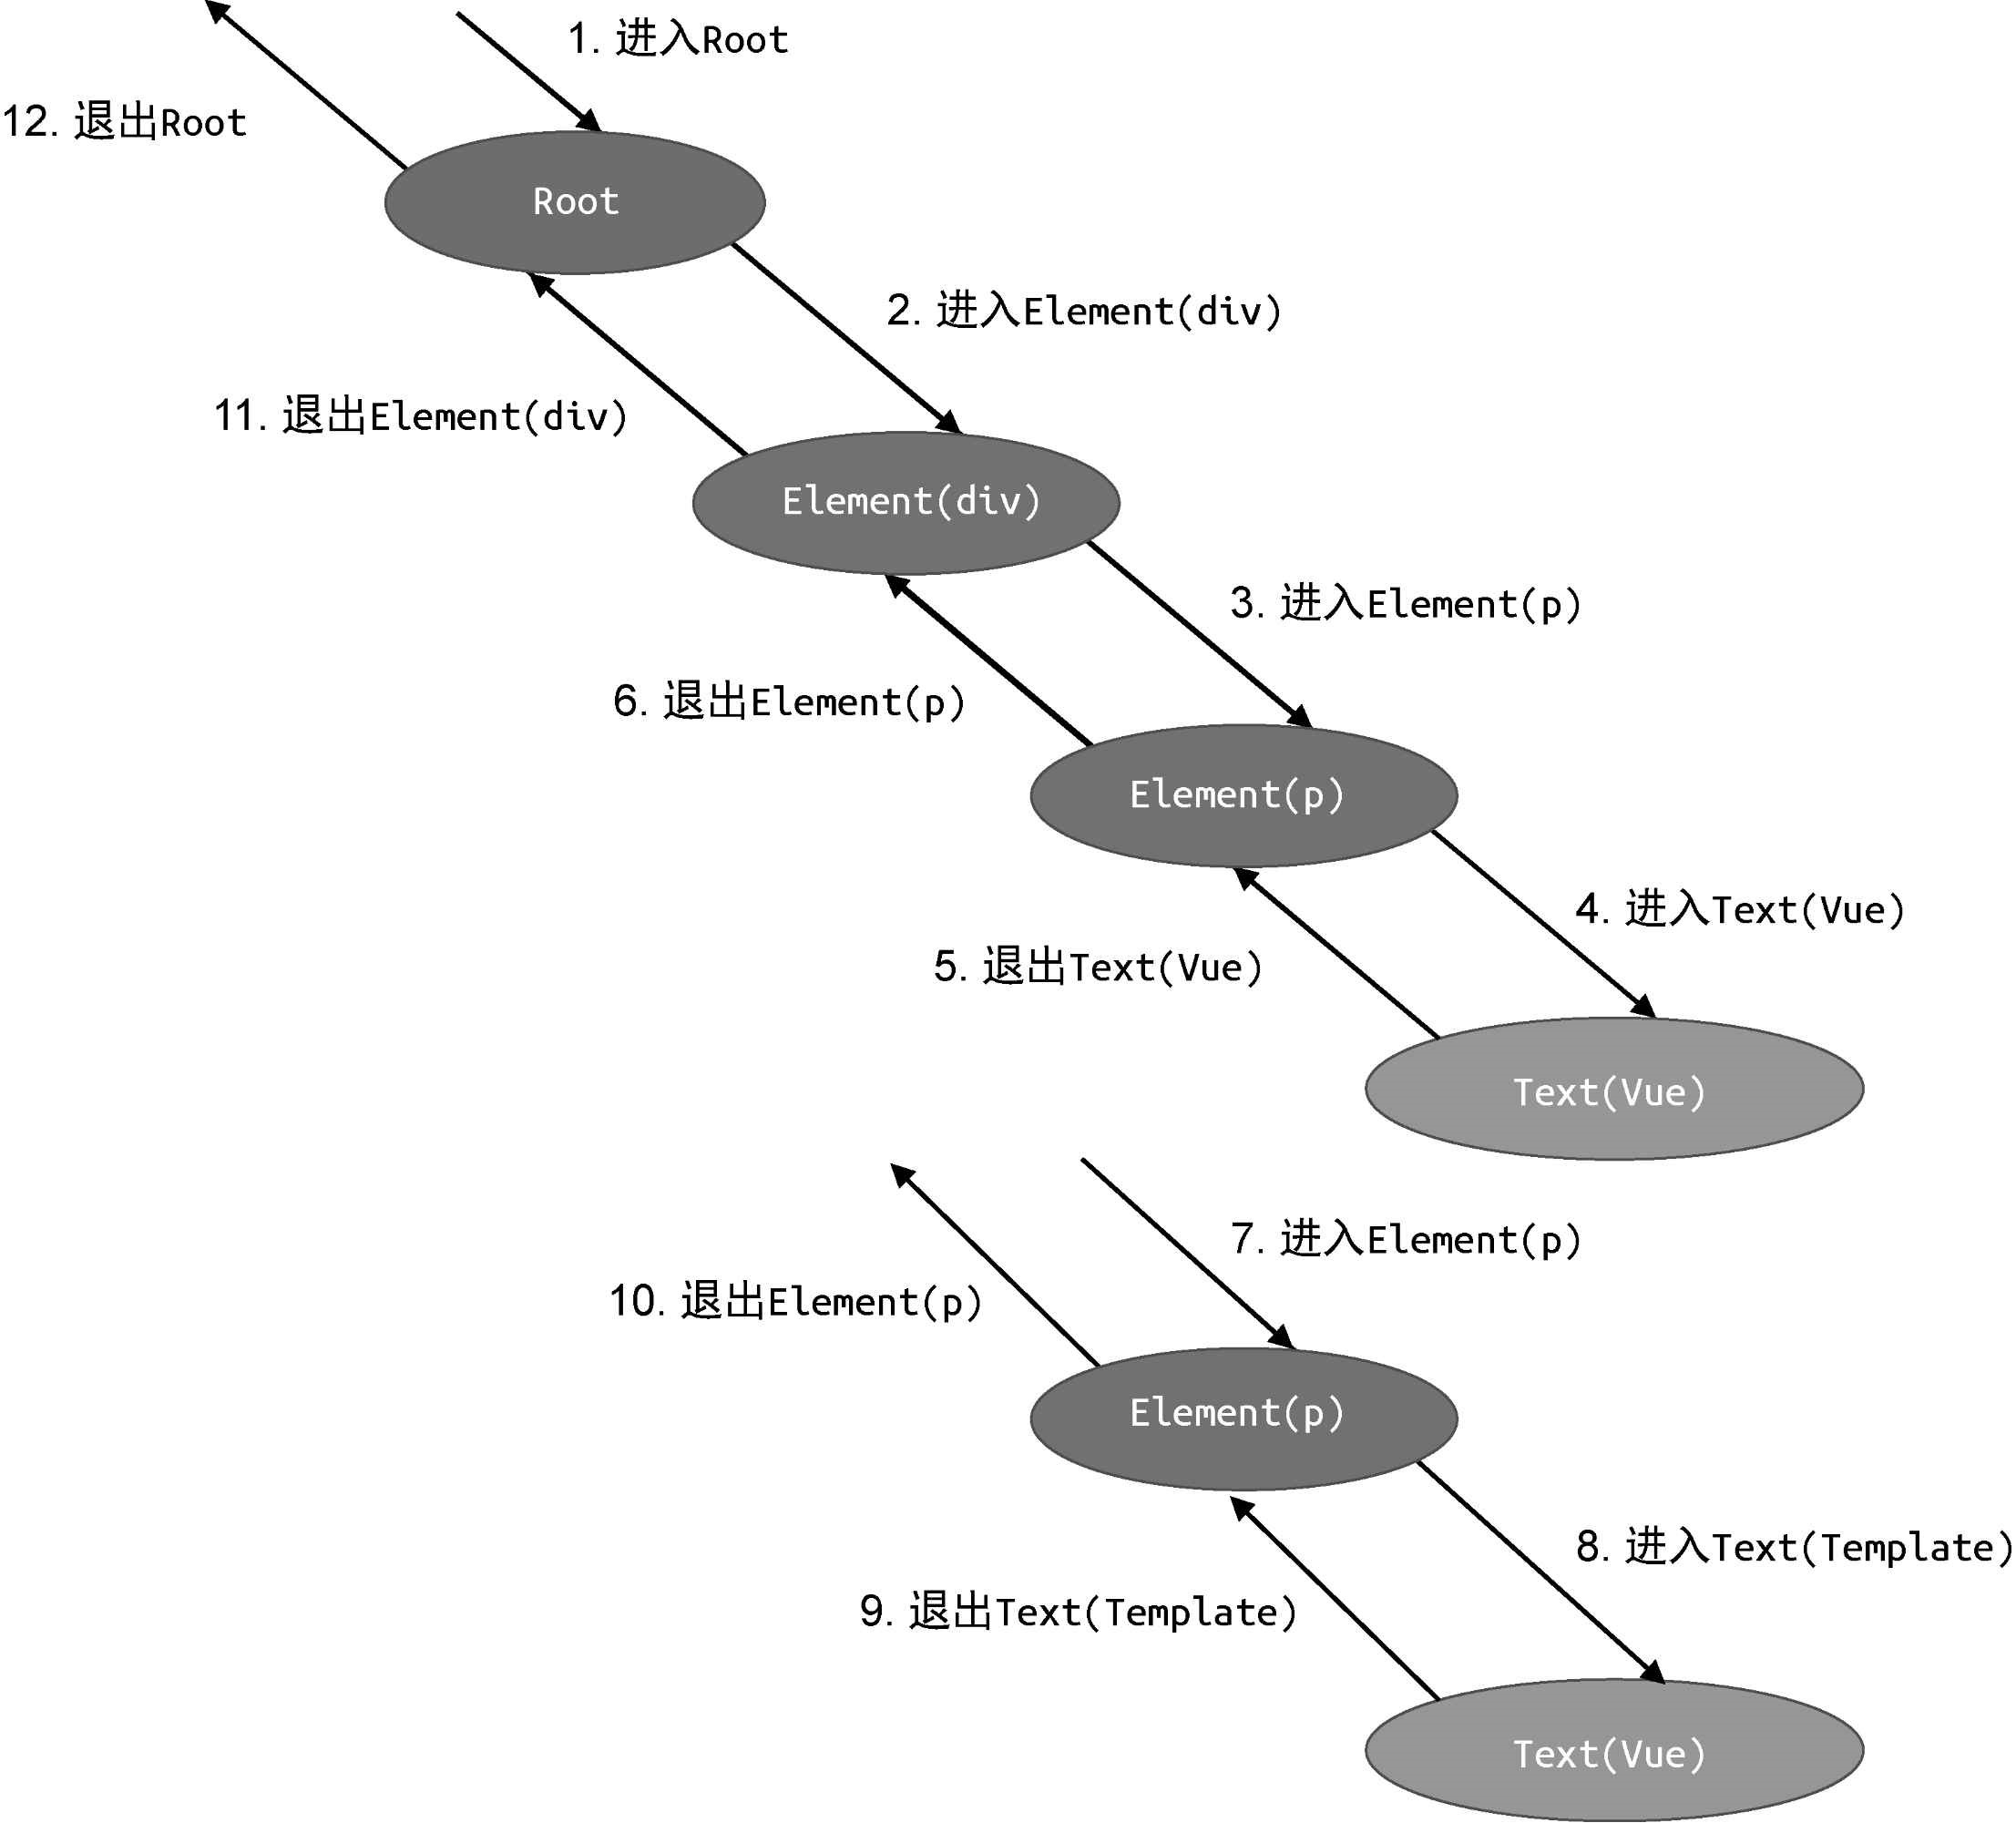 1. 进入Root
12. 退出Root
Root
2. 进入Element(div)
11. 退出Element(div)
Element(div)
3. 进入Element(p)
6. 退出Element(p)
Element(p)
4. 进入Text(Vue)
5. 退出Text(Vue)
Text(Vue)
7. 进入Element(p)
10. 退出Element(p)
Element(p)
8. 进入Text(Template)
9. 退出Text(Template)
Text(Vue)